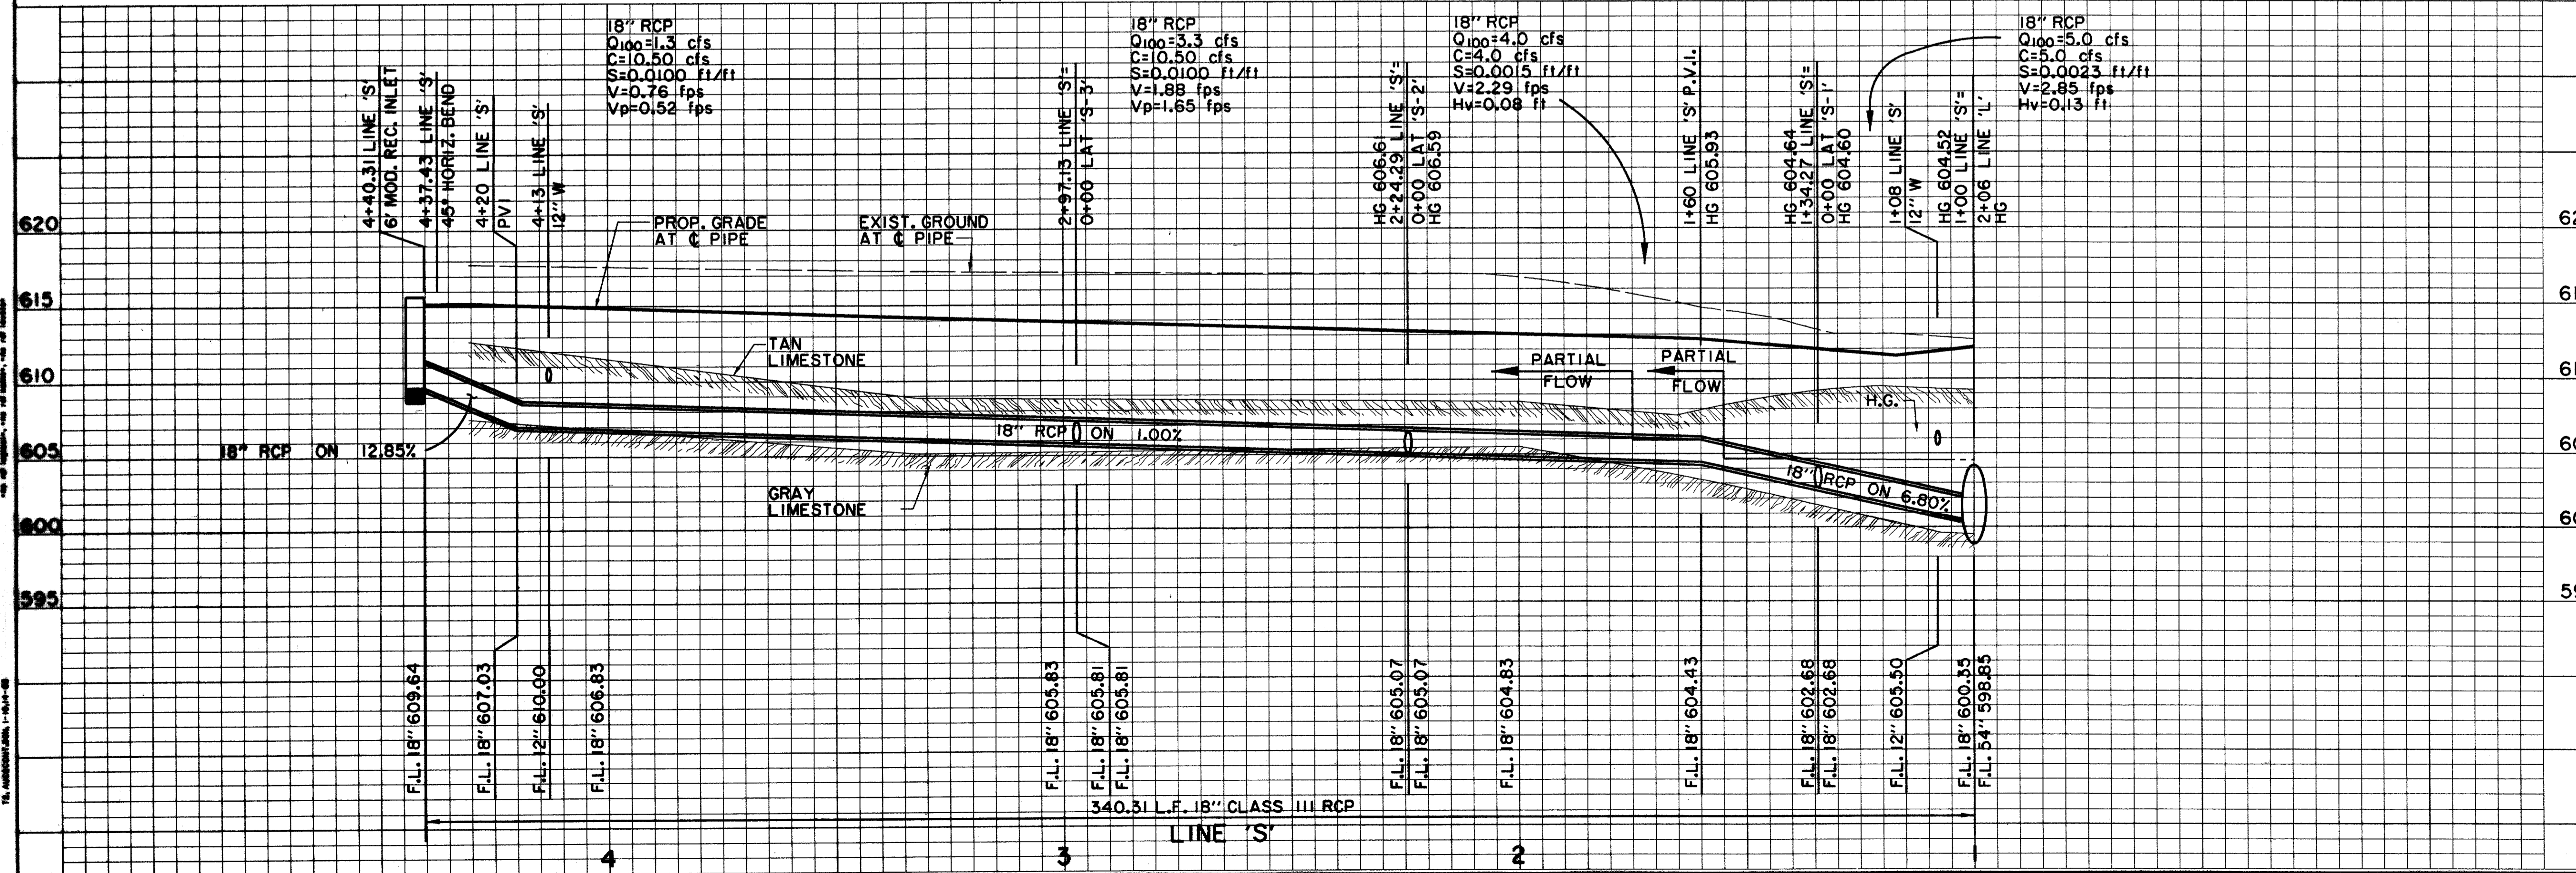 18" RCP
Q100=1.3 cfs
C=10.50 cfs
S=0.0100 ft/ft
V=0.76 fps
Vp=0.52 fps
18" RCP
Q100=3.3 cfs
C=10.50 cfs
S=0.0100 ft/ft
V=1.88 fps
Vp=1.65 fps
18" RCP
Q100=4.0 cfs
C=4.0 cfs
S=0.0015 ft/ft
V=2.29 fps
Hv=0.08 ft
18" RCP
Q100=5.0 cfs
C=5.0 cfs
S=0.0023 ft/ft
V=2.85 fps
Hv=0.13 ft
4+40.31 LINE 'S'
6' MOD. REC. INLET
4+37.43 LINE 'S'
45° HORIZ. BEND
4+20 LINE 'S'
PVI
4+13 LINE 'S'
12" W
2+97.13 LINE 'S'=
0+00 LAT 'S-3'
HG 606.61
2+24.29 LINE 'S'=
0+00 LAT 'S-2'
HG 606.59
1+60 LINE 'S' P.V.I.
HG 605.93
HG 604.64
1+34.27 LINE 'S'=
0+00 LAT 'S-1'
HG 604.60
1+08 LINE 'S'
12" W
HG 604.52
1+00 LINE 'S'=
2+06 LINE 'L'
HG
620
615
610
605
600
595
62
61
61
60
60
59
PROP. GRADE
AT ℄ PIPE
EXIST. GROUND
AT ℄ PIPE
TAN
LIMESTONE
PARTIAL
FLOW
PARTIAL
FLOW
H.G.
18" RCP ON 12.85%
18" RCP ON 1.00%
18" RCP ON 6.80%
GRAY
LIMESTONE
F.L. 18" 609.64
F.L. 18" 607.03
F.L. 12" 610.00
F.L. 18" 606.83
F.L. 18" 605.83
F.L. 18" 605.81
F.L. 18" 605.81
F.L. 18" 605.07
F.L. 18" 605.07
F.L. 18" 604.83
F.L. 18" 604.43
F.L. 18" 602.68
F.L. 18" 602.68
F.L. 12" 605.50
F.L. 18" 600.35
F.L. 54" 598.85
340.31 L.F. 18" CLASS III RCP
LINE 'S'
4
3
2
1